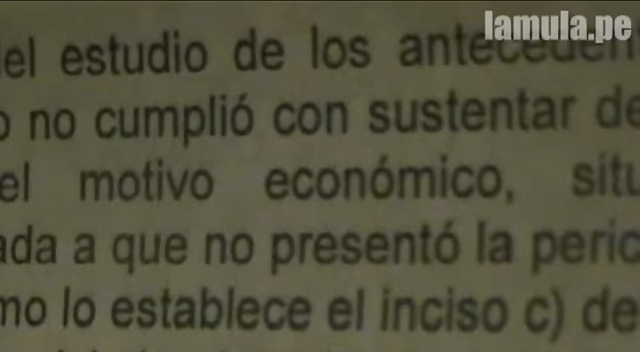 lamula.pe
el estudio de los anteceden
o no cumplió con sustentar de
el motivo económico, situ
ada a que no presentó la peric
mo lo establece el inciso c) de